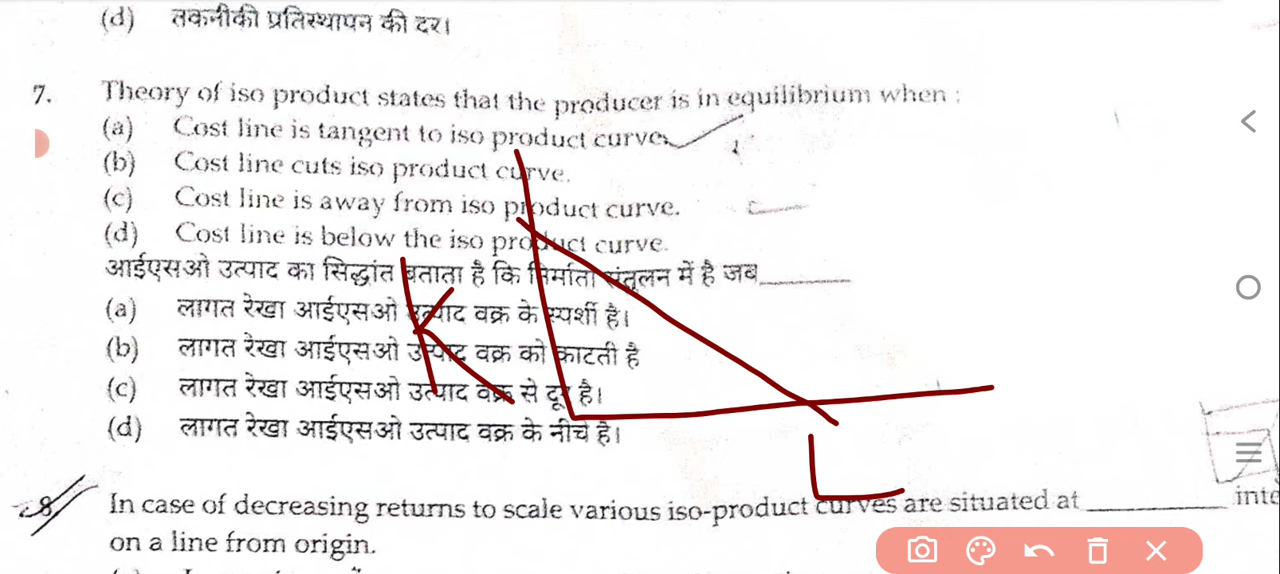 (d) तकनीकी प्रतिस्थापन की दर।
7. Theory of iso product states that the producer is in equilibrium when :
(a) Cost line is tangent to iso product curve.
(b) Cost line cuts iso product curve.
(c) Cost line is away from iso product curve.
(d) Cost line is below the iso product curve.
आईएसओ उत्पाद का सिद्धांत बताता है कि निर्माता संतुलन में है जब______
(a) लागत रेखा आईएसओ उत्पाद वक्र के स्पर्शी है।
(b) लागत रेखा आईएसओ उत्पाद वक्र को काटती है
(c) लागत रेखा आईएसओ उत्पाद वक्र से दूर है।
(d) लागत रेखा आईएसओ उत्पाद वक्र के नीचे है।
K
L
8. In case of decreasing returns to scale various iso-product curves are situated at ________ inte
on a line from origin.